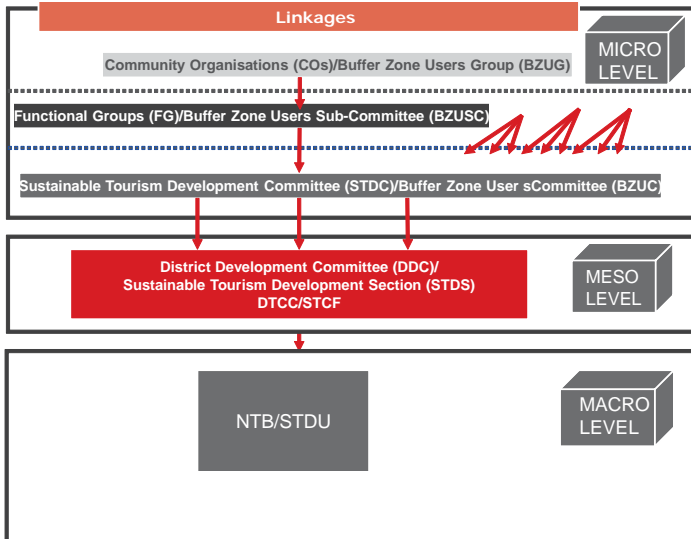 Linkages
Community Organisations (COs)/Buffer Zone Users Group (BZUG)
MICRO
LEVEL
Functional Groups (FG)/Buffer Zone Users Sub-Committee (BZUSC)
Sustainable Tourism Development Committee (STDC)/Buffer Zone User sCommittee (BZUC)
District Development Committee (DDC)/
Sustainable Tourism Development Section (STDS)
DTCC/STCF
MESO
LEVEL
NTB/STDU
MACRO
LEVEL